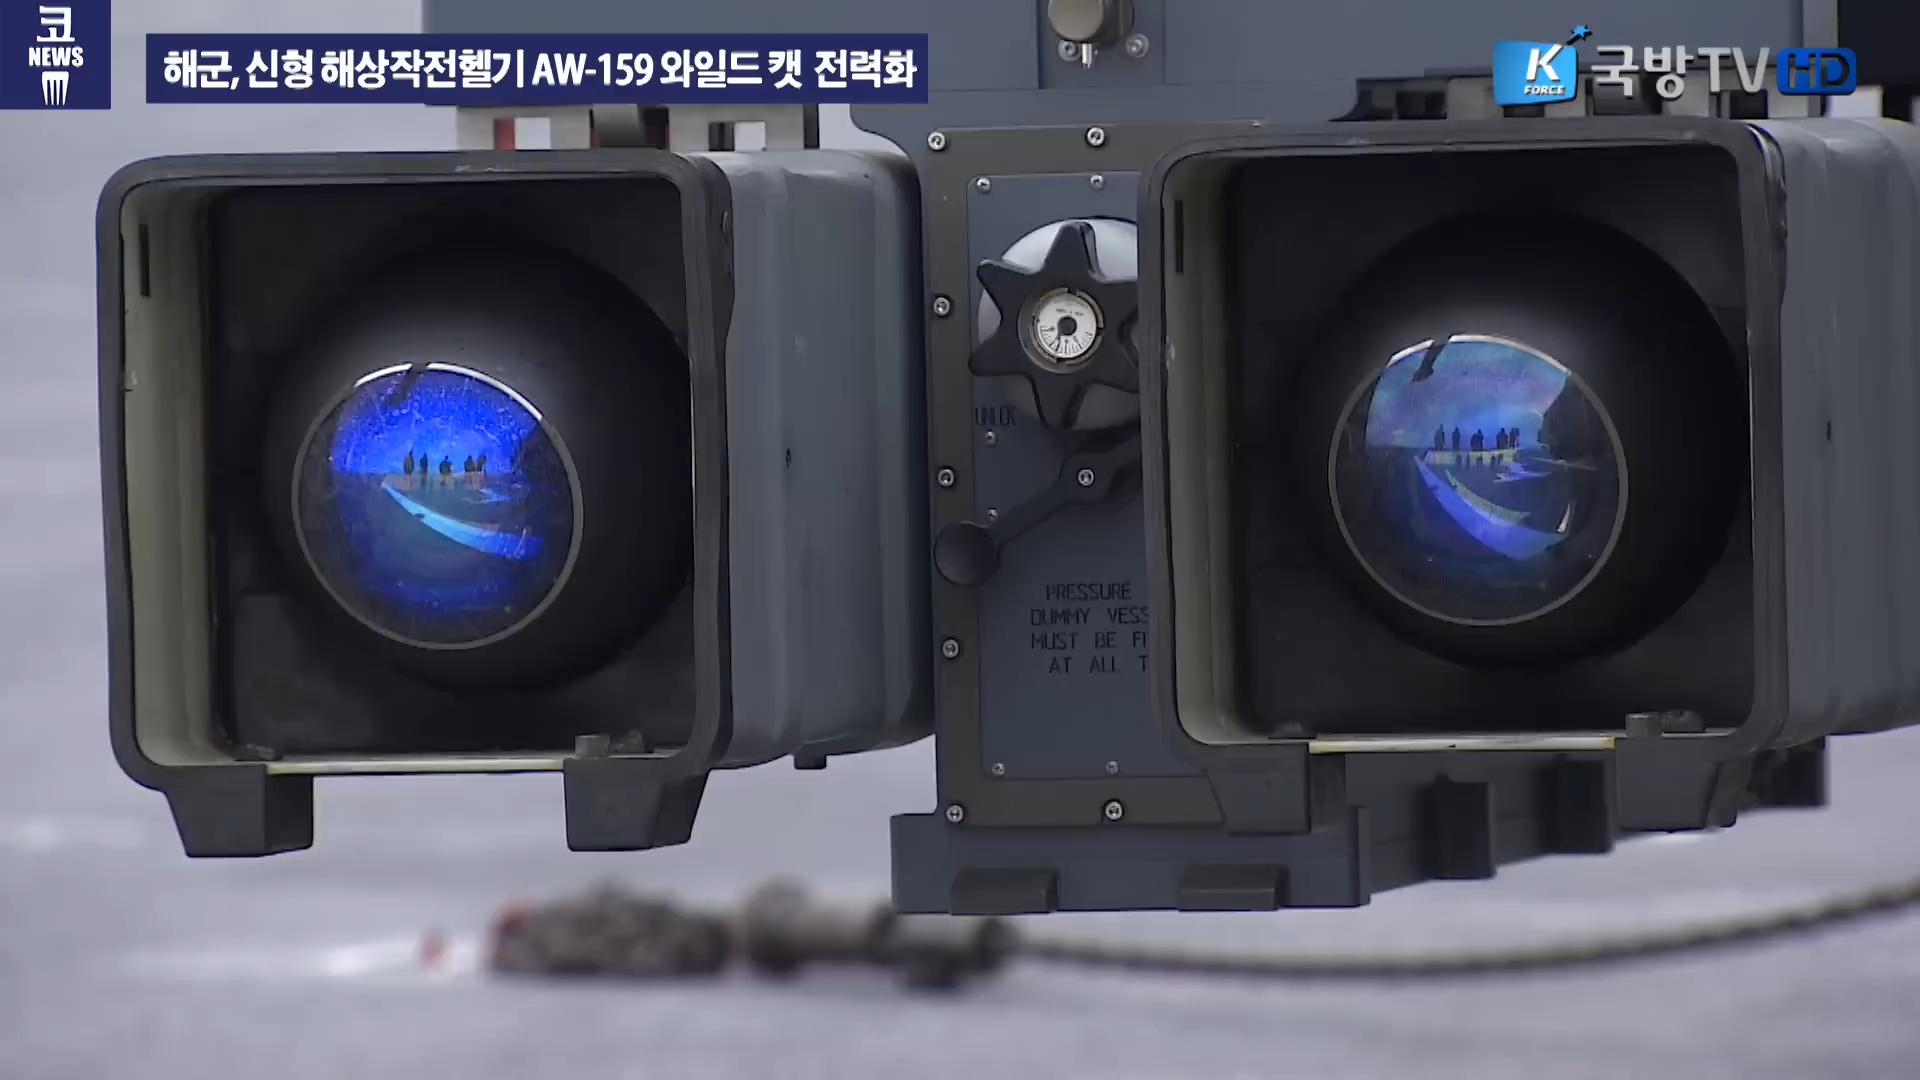 코
NEWS
해군, 신형 해상작전헬기 AW-159 와일드 캣 전력화
K
FORCE
국방TV HD
UNLOCK
PRESSURE
DUMMY VESS
MUST BE FI
AT ALL T